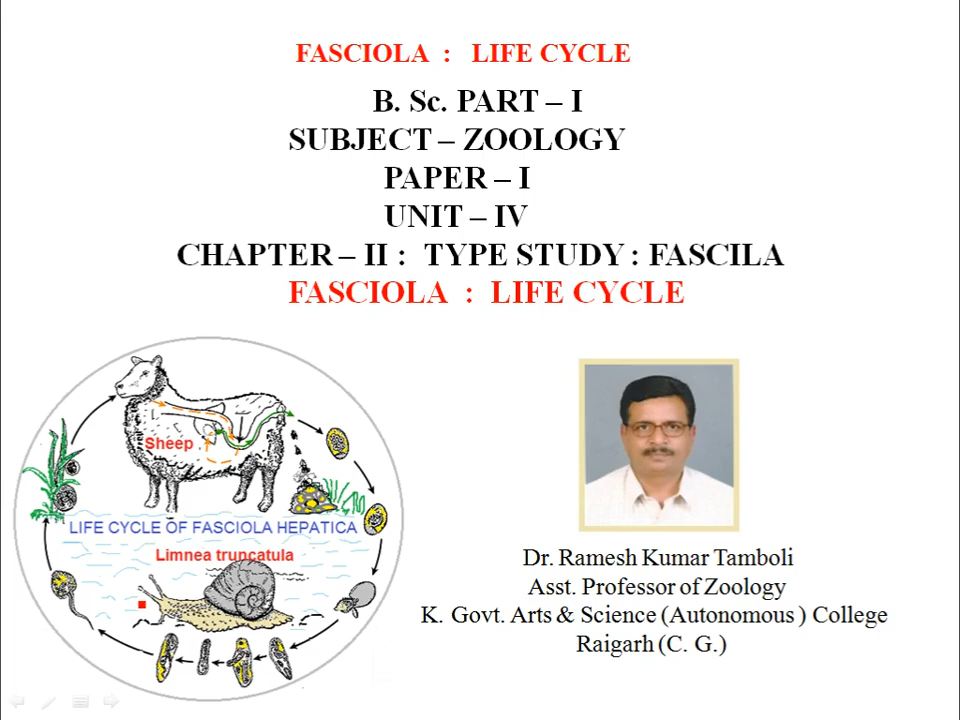 FASCIOLA : LIFE CYCLE
B. Sc. PART – I
SUBJECT – ZOOLOGY
PAPER – I
UNIT – IV
CHAPTER – II : TYPE STUDY : FASCILA
FASCIOLA : LIFE CYCLE
Sheep
LIFE CYCLE OF FASCIOLA HEPATICA
Limnea truncatula
Dr. Ramesh Kumar Tamboli
Asst. Professor of Zoology
K. Govt. Arts & Science (Autonomous ) College
Raigarh (C. G.)